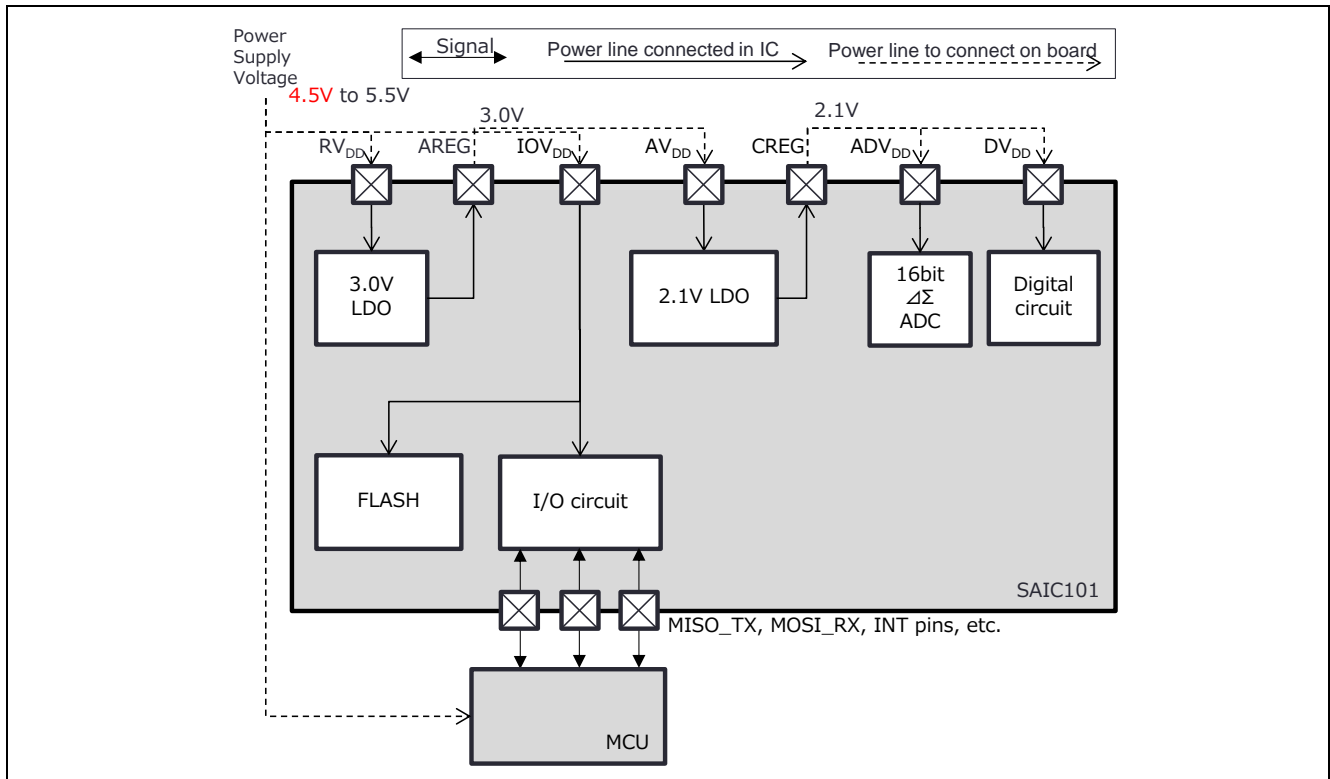 Power
Supply
Voltage
4.5V to 5.5V
Signal
Power line connected in IC
Power line to connect on board
3.0V
2.1V
RVDD
AREG
IOVDD
AVDD
CREG
ADVDD
DVDD
3.0V
LDO
2.1V LDO
16bit
⊿Σ
ADC
Digital
circuit
FLASH
I/O circuit
SAIC101
MISO_TX, MOSI_RX, INT pins, etc.
MCU